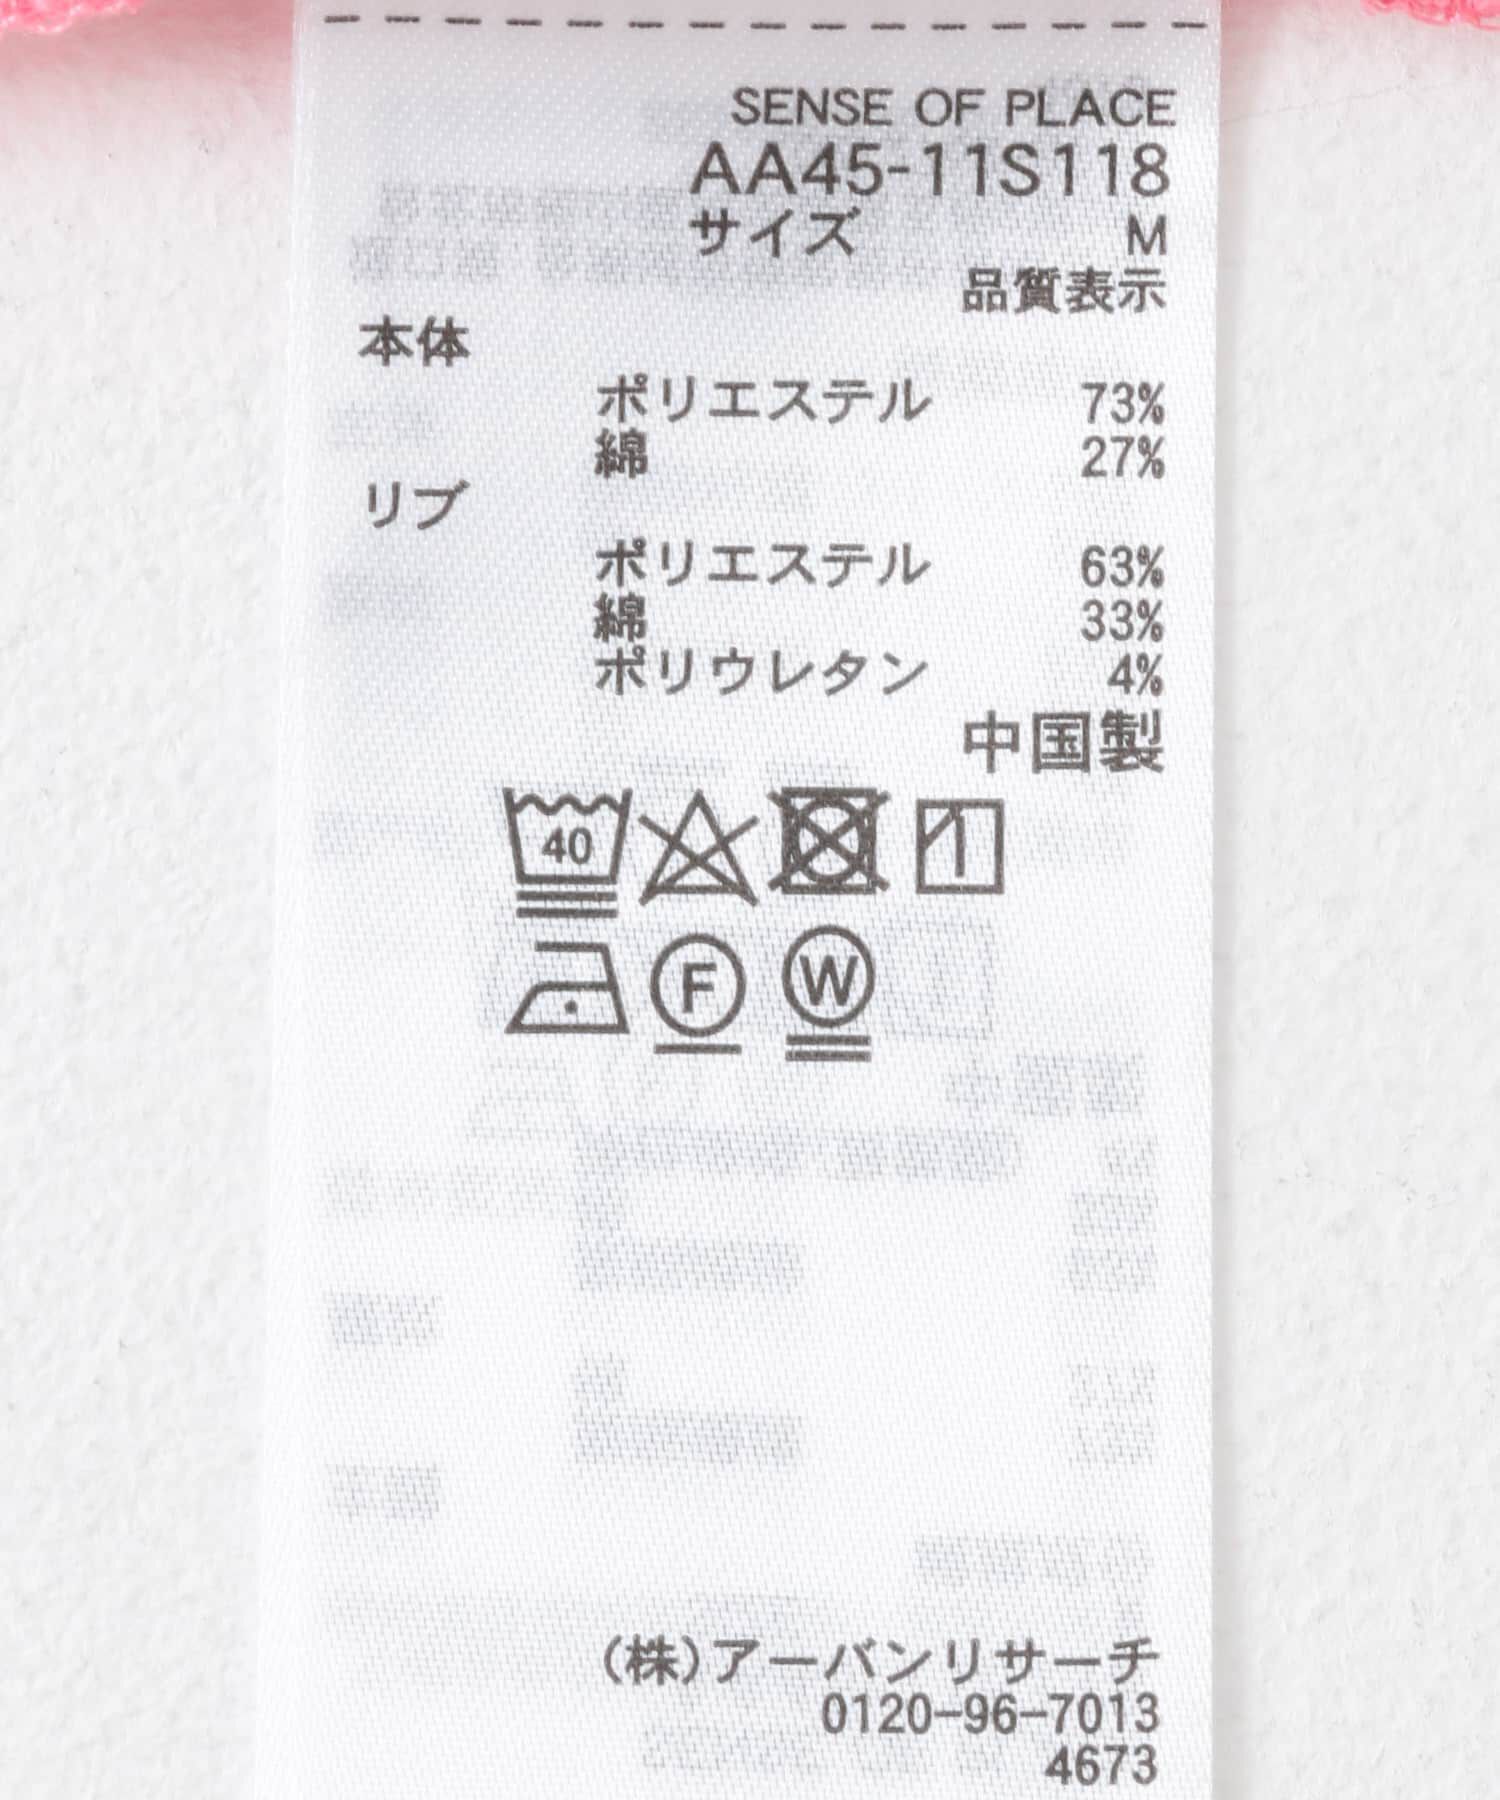 SENSE OF PLACE
AA45-11S118
サイズ M
品質表示
本体
ポリエステル 73%
綿 27%
リブ
ポリエステル 63%
綿 33%
ポリウレタン 4%
中国製
40
F W
(株)アーバンリサーチ
0120-96-7013
4673